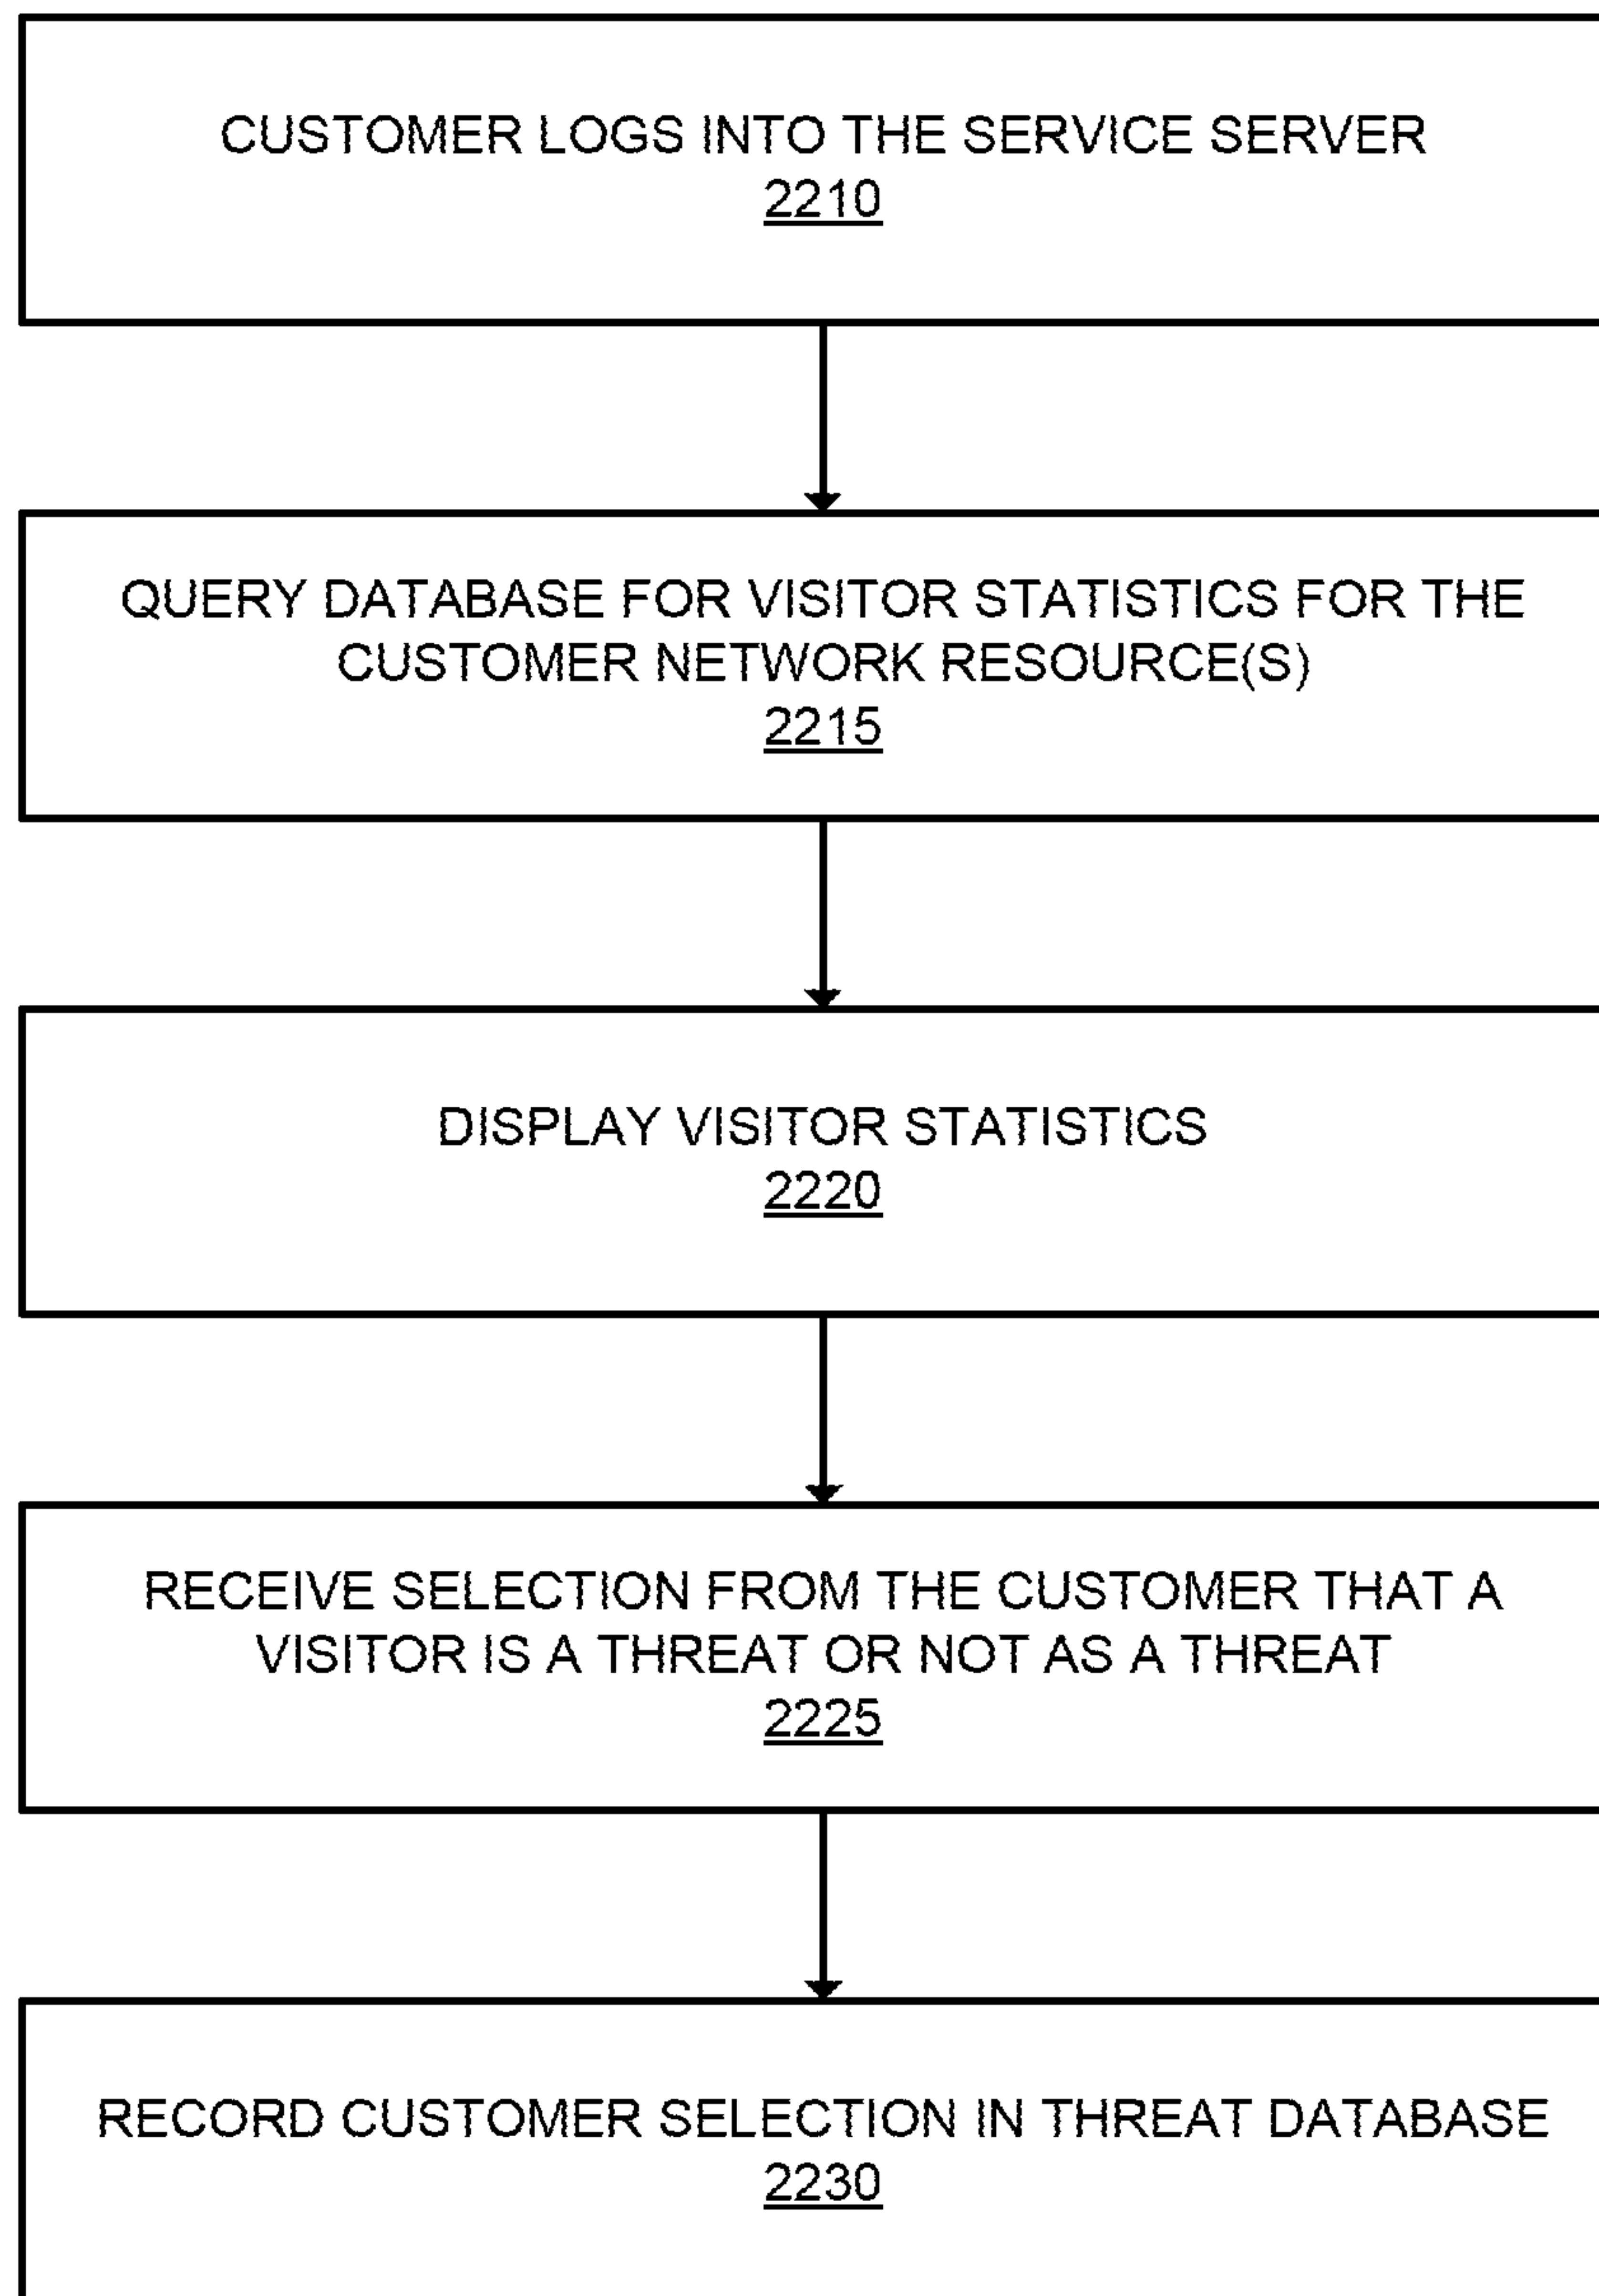 CUSTOMER LOGS INTO THE SERVICE SERVER
2210
QUERY DATABASE FOR VISITOR STATISTICS FOR THE
CUSTOMER NETWORK RESOURCE(S)
2215
DISPLAY VISITOR STATISTICS
2220
RECEIVE SELECTION FROM THE CUSTOMER THAT A
VISITOR IS A THREAT OR NOT AS A THREAT
2225
RECORD CUSTOMER SELECTION IN THREAT DATABASE
2230